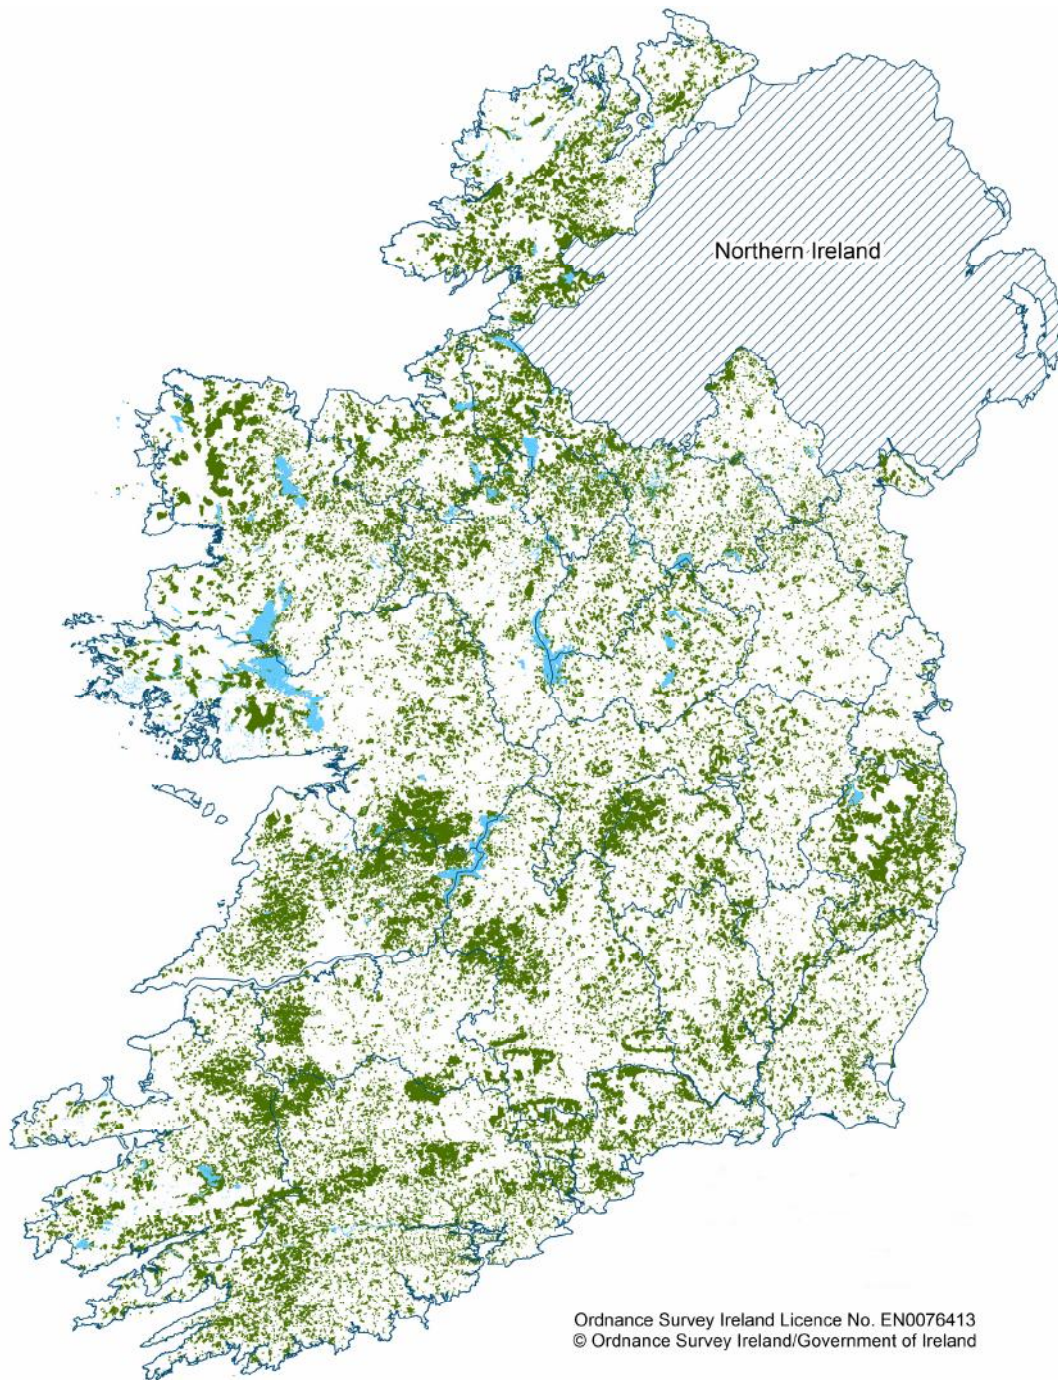 Northern Ireland
Ordnance Survey Ireland Licence No. EN0076413
© Ordnance Survey Ireland/Government of Ireland